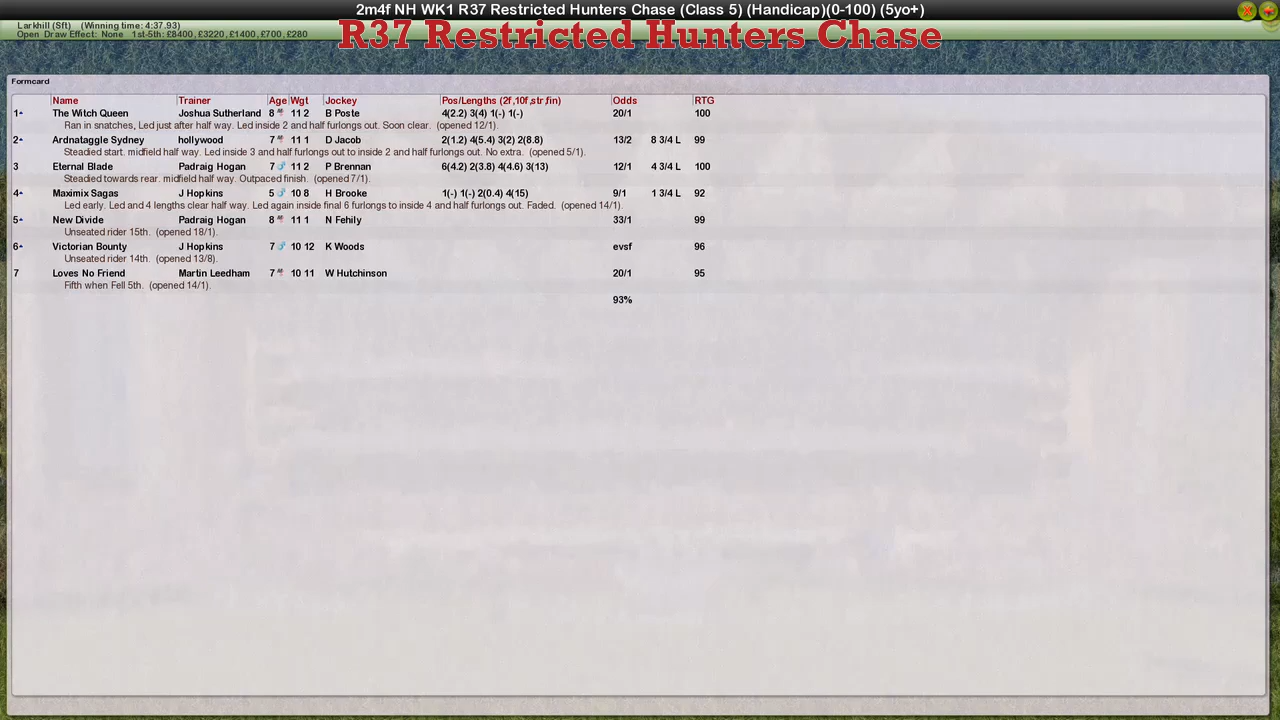 2m4f NH WK1 R37 Restricted Hunters Chase (Class 5) (Handicap)(0-100) (5yo+)
Larkhill (Sft) (Winning time: 4:37.93)
Open Draw Effect: None 1st-5th: £8400, £3220, £1400, £700, £280
R37 Restricted Hunters Chase
Formcard
Name Trainer Age Wgt Jockey Pos/Lengths (2f,10f,str,fin) Odds RTG
1 The Witch Queen Joshua Sutherland 8 11 2 B Poste 4(2.2) 3(4) 1(-) 1(-) 20/1 100
Ran in snatches, Led just after half way. Led inside 2 and half furlongs out. Soon clear. (opened 12/1).
2 Ardnataggle Sydney hollywood 7 11 1 D Jacob 2(1.2) 4(5.4) 3(2) 2(8.8) 13/2 8 3/4 L 99
Steadied start. midfield half way. Led inside 3 and half furlongs out to inside 2 and half furlongs out. No extra. (opened 5/1).
3 Eternal Blade Padraig Hogan 7 11 2 P Brennan 6(4.2) 2(3.8) 4(4.6) 3(13) 12/1 4 3/4 L 100
Steadied towards rear. midfield half way. Outpaced finish. (opened 7/1).
4 Maximix Sagas J Hopkins 5 10 8 H Brooke 1(-) 1(-) 2(0.4) 4(15) 9/1 1 3/4 L 92
Led early. Led and 4 lengths clear half way. Led again inside final 6 furlongs to inside 4 and half furlongs out. Faded. (opened 14/1).
5 New Divide Padraig Hogan 8 11 1 N Fehily 33/1 99
Unseated rider 15th. (opened 18/1).
6 Victorian Bounty J Hopkins 7 10 12 K Woods evsf 96
Unseated rider 14th. (opened 13/8).
7 Loves No Friend Martin Leedham 7 10 11 W Hutchinson 20/1 95
Fifth when Fell 5th. (opened 14/1).
93%